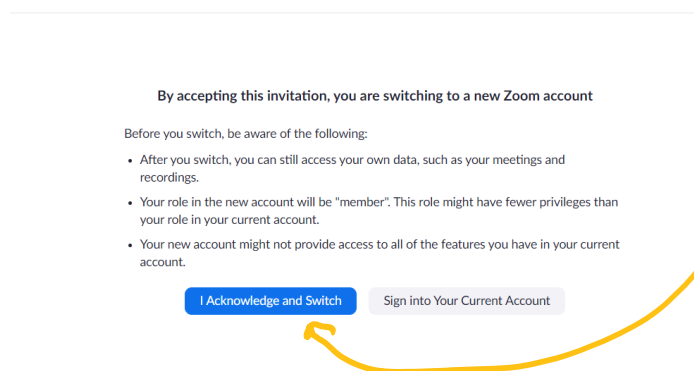 By accepting this invitation, you are switching to a new Zoom account
Before you switch, be aware of the following:
• After you switch, you can still access your own data, such as your meetings and
recordings.
• Your role in the new account will be "member". This role might have fewer privileges than
your role in your current account.
• Your new account might not provide access to all of the features you have in your current
account.
I Acknowledge and Switch
Sign into Your Current Account